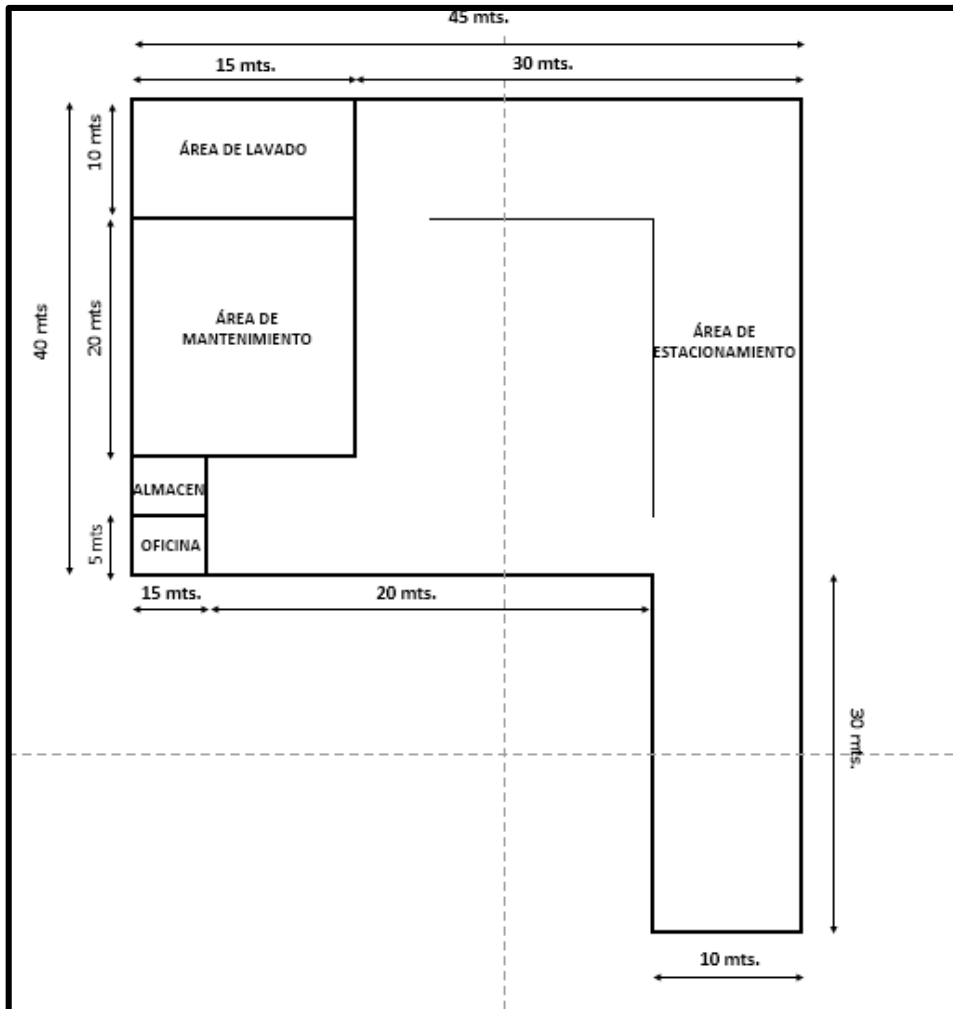 45 mts.
15 mts.
30 mts.
10 mts
ÁREA DE LAVADO
40 mts
20 mts
ÁREA DE
MANTENIMIENTO
ÁREA DE
ESTACIONAMIENTO
ALMACEN
5 mts
OFICINA
15 mts.
20 mts.
30 mts.
10 mts.